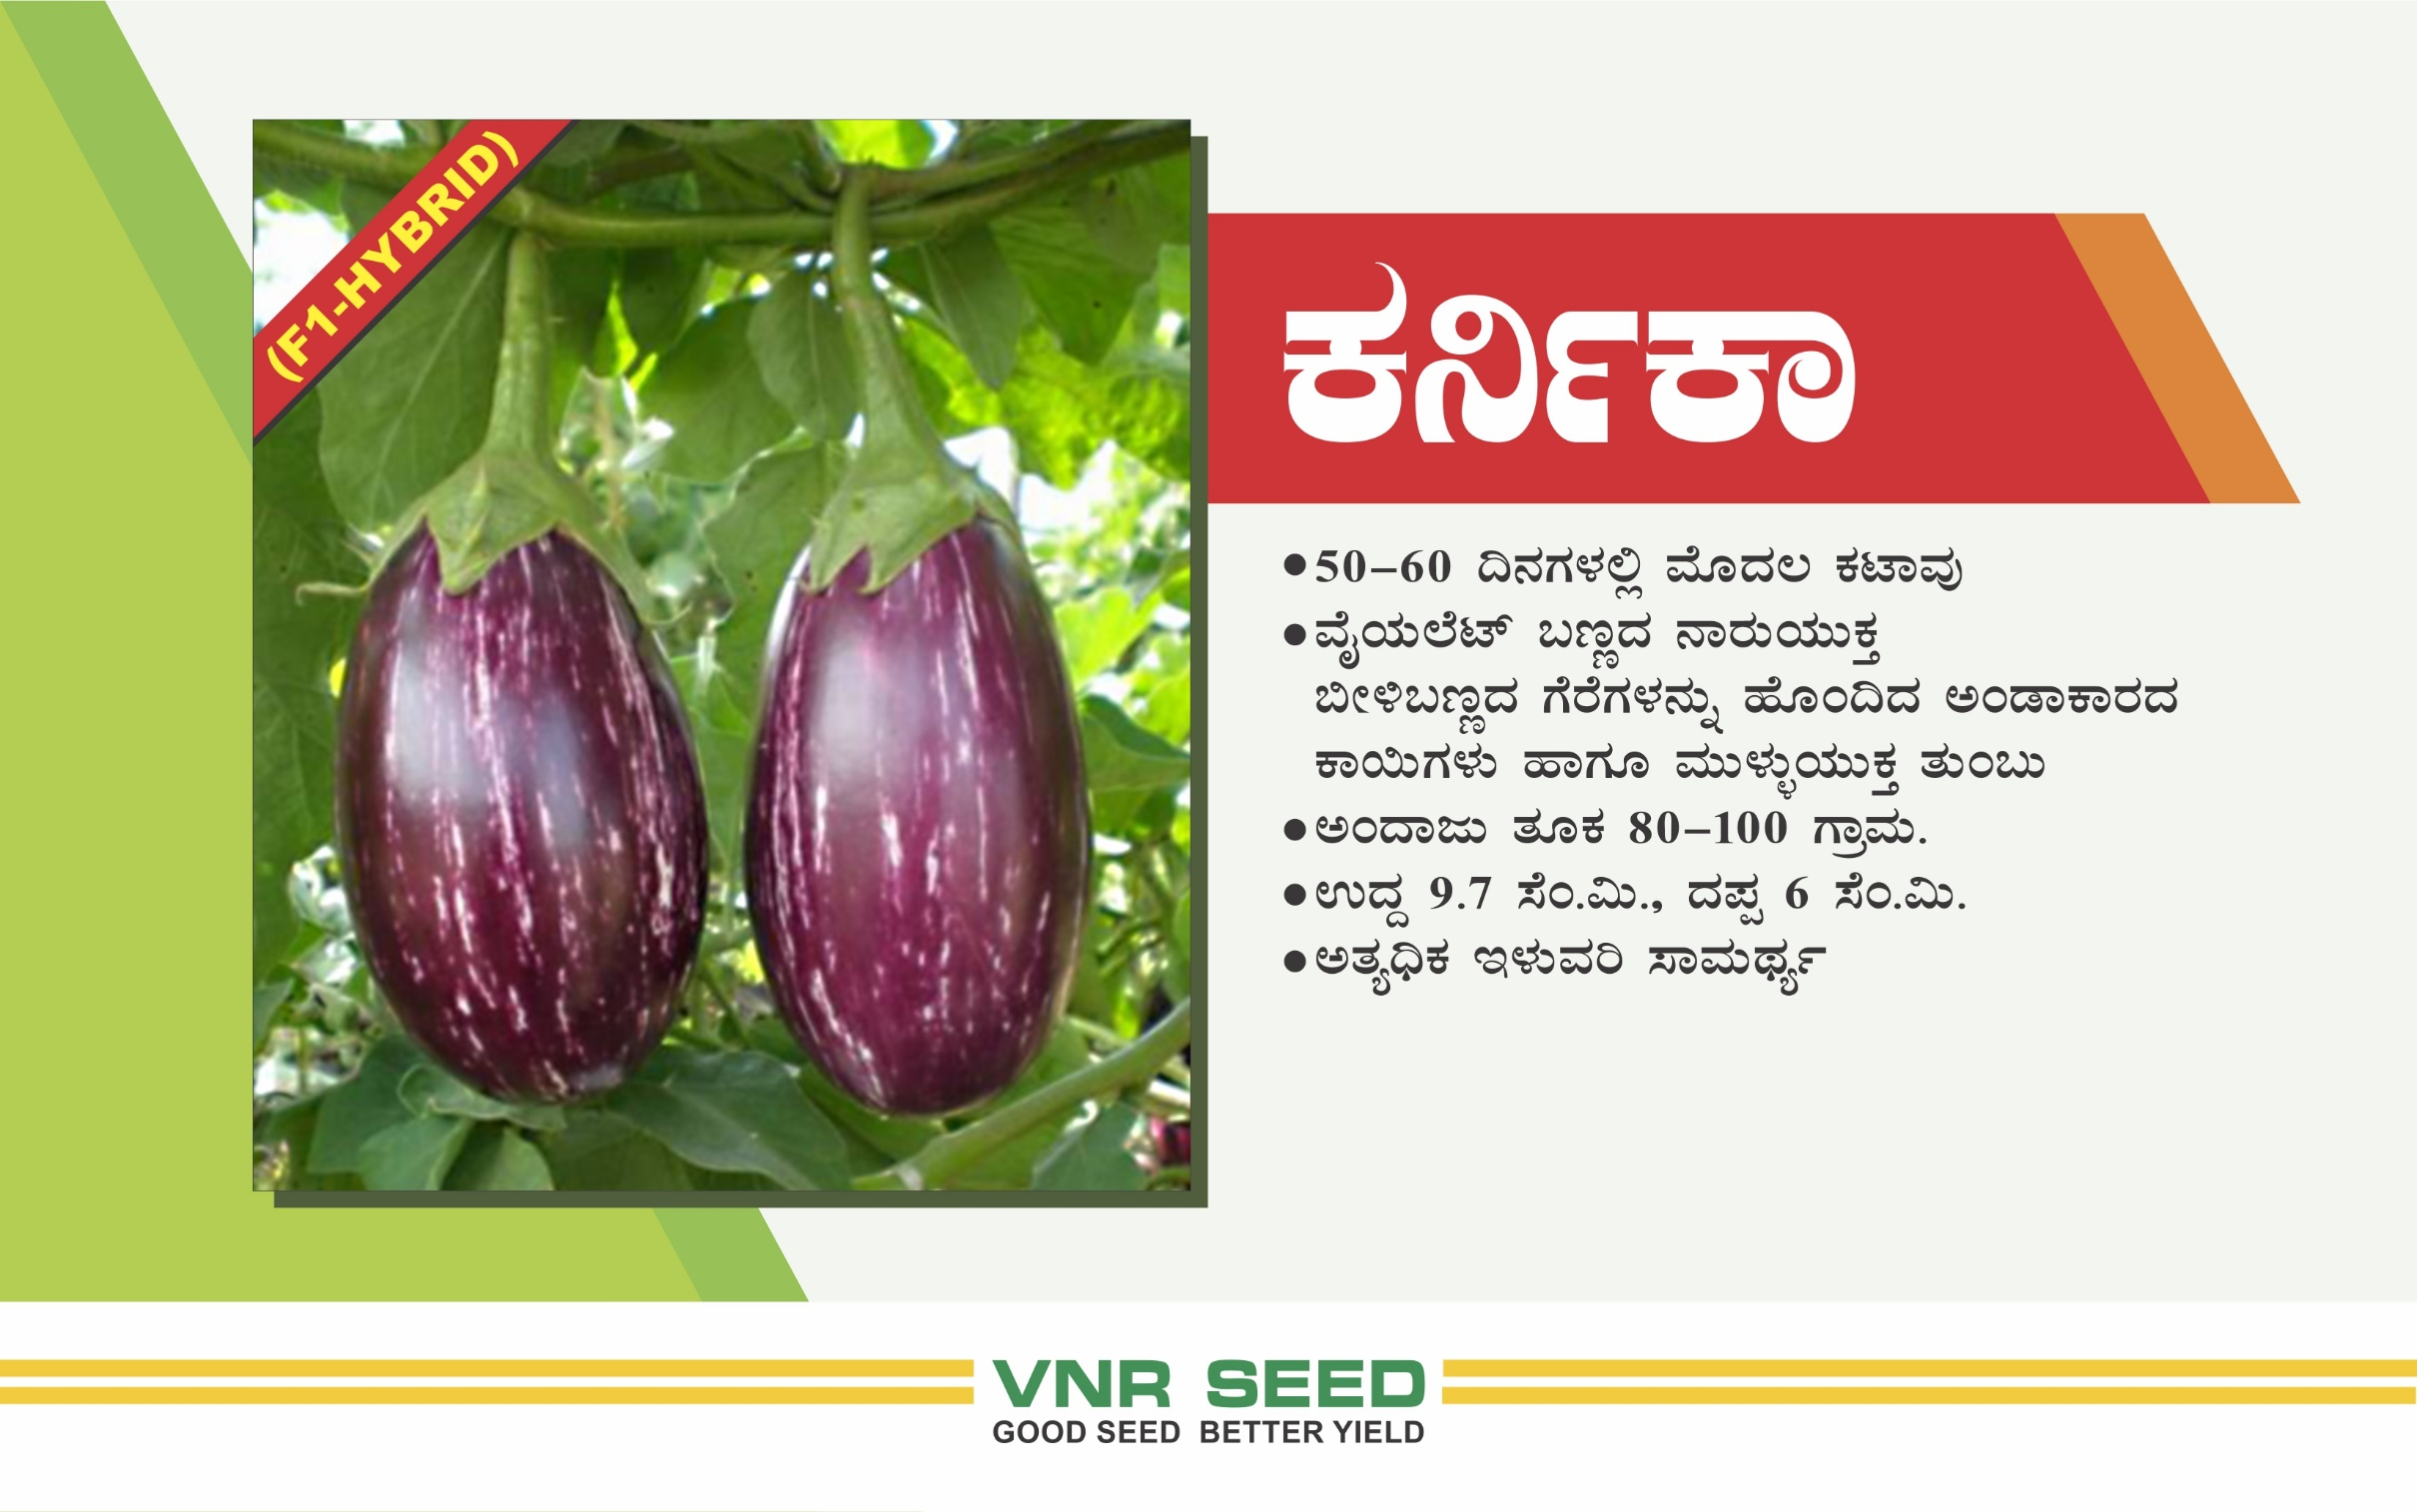 (F1-HYBRID)
ಕರ್ನಿಕಾ
●50–60 ದಿನಗಳಲ್ಲಿ ಮೊದಲ ಕಟಾವು
●ವೈಯಲೆಟ್ ಬಣ್ಣದ ನಾರುಯುಕ್ತ
ಬೀಳಿಬಣ್ಣದ ಗೆರೆಗಳನ್ನು ಹೊಂದಿದ ಅಂಡಾಕಾರದ
ಕಾಯಿಗಳು ಹಾಗೂ ಮುಳ್ಳುಯುಕ್ತ ತುಂಬು
●ಅಂದಾಜು ತೂಕ 80–100 ಗ್ರಾಮ.
●ಉದ್ದ 9.7 ಸೆಂ.ಮಿ., ದಪ್ಪ 6 ಸೆಂ.ಮಿ.
●ಅತ್ಯಧಿಕ ಇಳುವರಿ ಸಾಮರ್ಥ್ಯ
VNR SEED
GOOD SEED BETTER YIELD